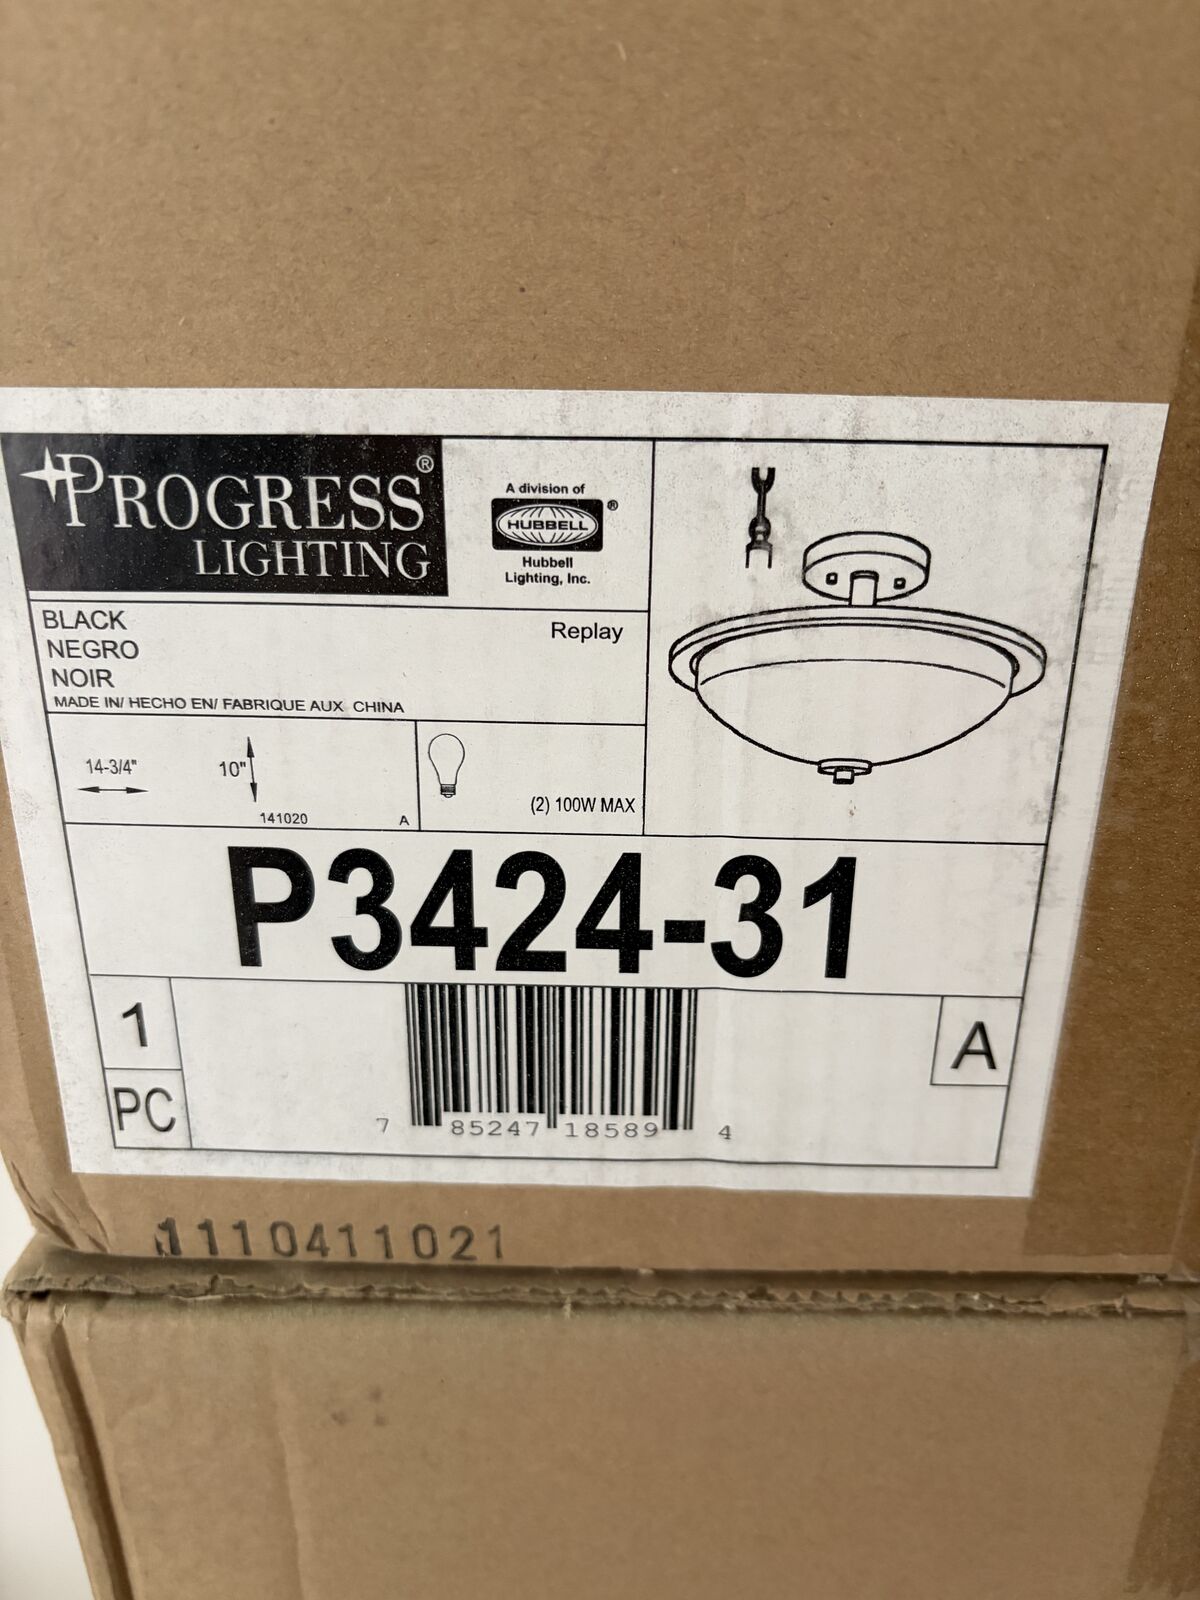 PROGRESS®
LIGHTING
A division of
HUBBELL®
Hubbell
Lighting, Inc.
BLACK
NEGRO
NOIR
Replay
MADE IN/ HECHO EN/ FABRIQUE AUX CHINA
14-3/4"
10"
141020
A
(2) 100W MAX
P3424-31
1
PC
A
7 85247 18589 4
1110411021